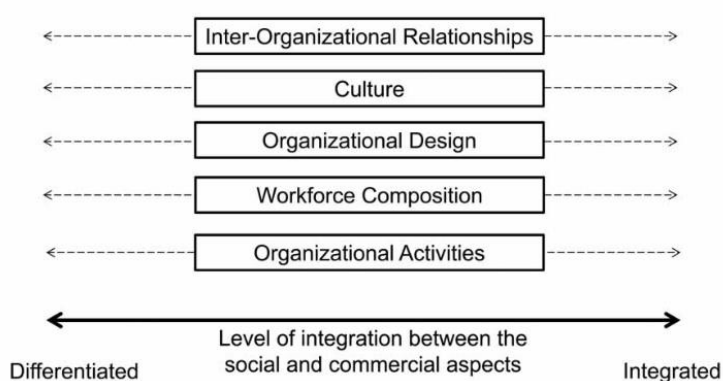 Inter-Organizational Relationships
Culture
Organizational Design
Workforce Composition
Organizational Activities
Level of integration between the
social and commercial aspects
Differentiated
Integrated